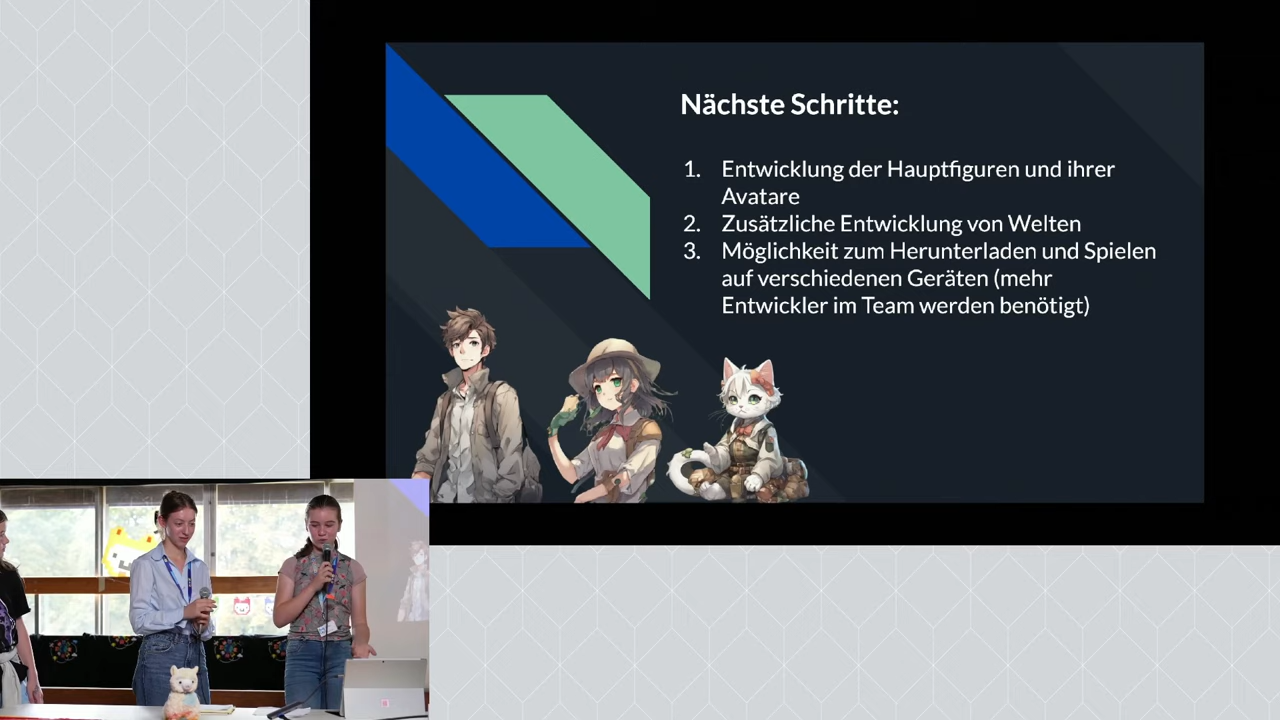 Nächste Schritte:
1. Entwicklung der Hauptfiguren und ihrer
Avatare
2. Zusätzliche Entwicklung von Welten
3. Möglichkeit zum Herunterladen und Spielen
auf verschiedenen Geräten (mehr
Entwickler im Team werden benötigt)